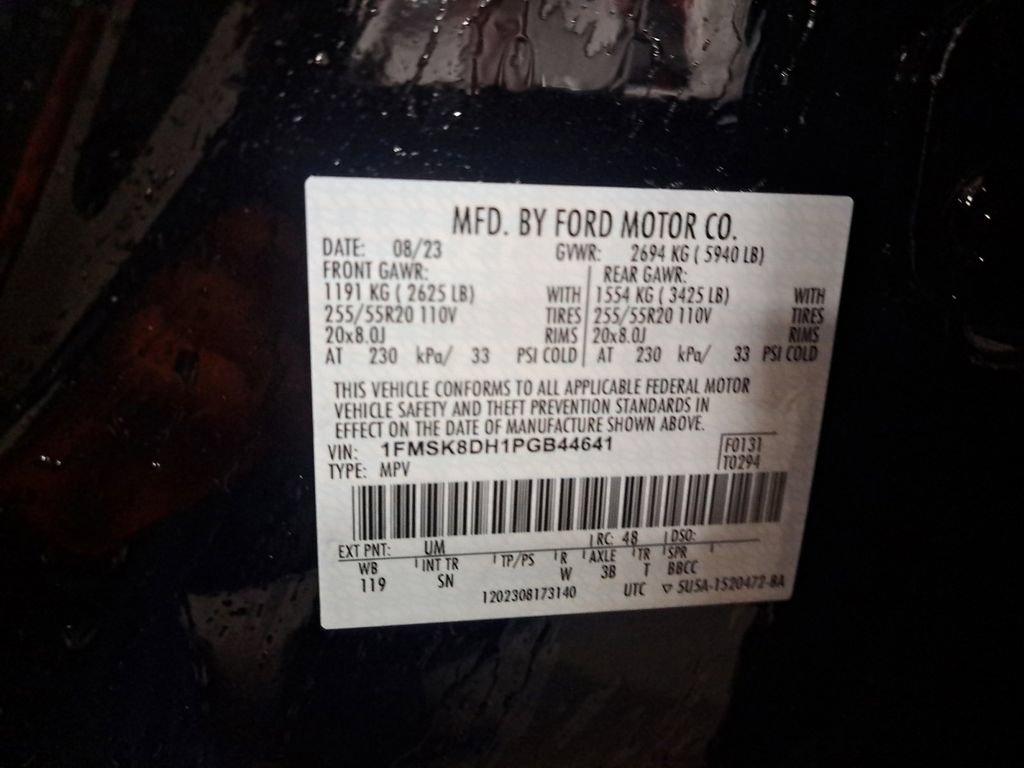 MFD. BY FORD MOTOR CO.
DATE: 08/23 GVWR: 2694 KG ( 5940 LB)
FRONT GAWR: REAR GAWR:
1191 KG ( 2625 LB) WITH 1554 KG ( 3425 LB) WITH
255/55R20 110V TIRES 255/55R20 110V TIRES
20x8.0J RIMS 20x8.0J RIMS
AT 230 kPa/ 33 PSI COLD AT 230 kPa/ 33 PSI COLD
THIS VEHICLE CONFORMS TO ALL APPLICABLE FEDERAL MOTOR
VEHICLE SAFETY AND THEFT PREVENTION STANDARDS IN
EFFECT ON THE DATE OF MANUFACTURE SHOWN ABOVE.
VIN: 1FMSK8DH1PGB44641 F0131
TYPE: MPV T0294
EXT PNT: UM RC: 48 DSO:
WB INT TR TP/PS R AXLE TR SPR
119 SN W 3B T BBCC
1202308173140 UTC ▽ SUSA-1520472-BA